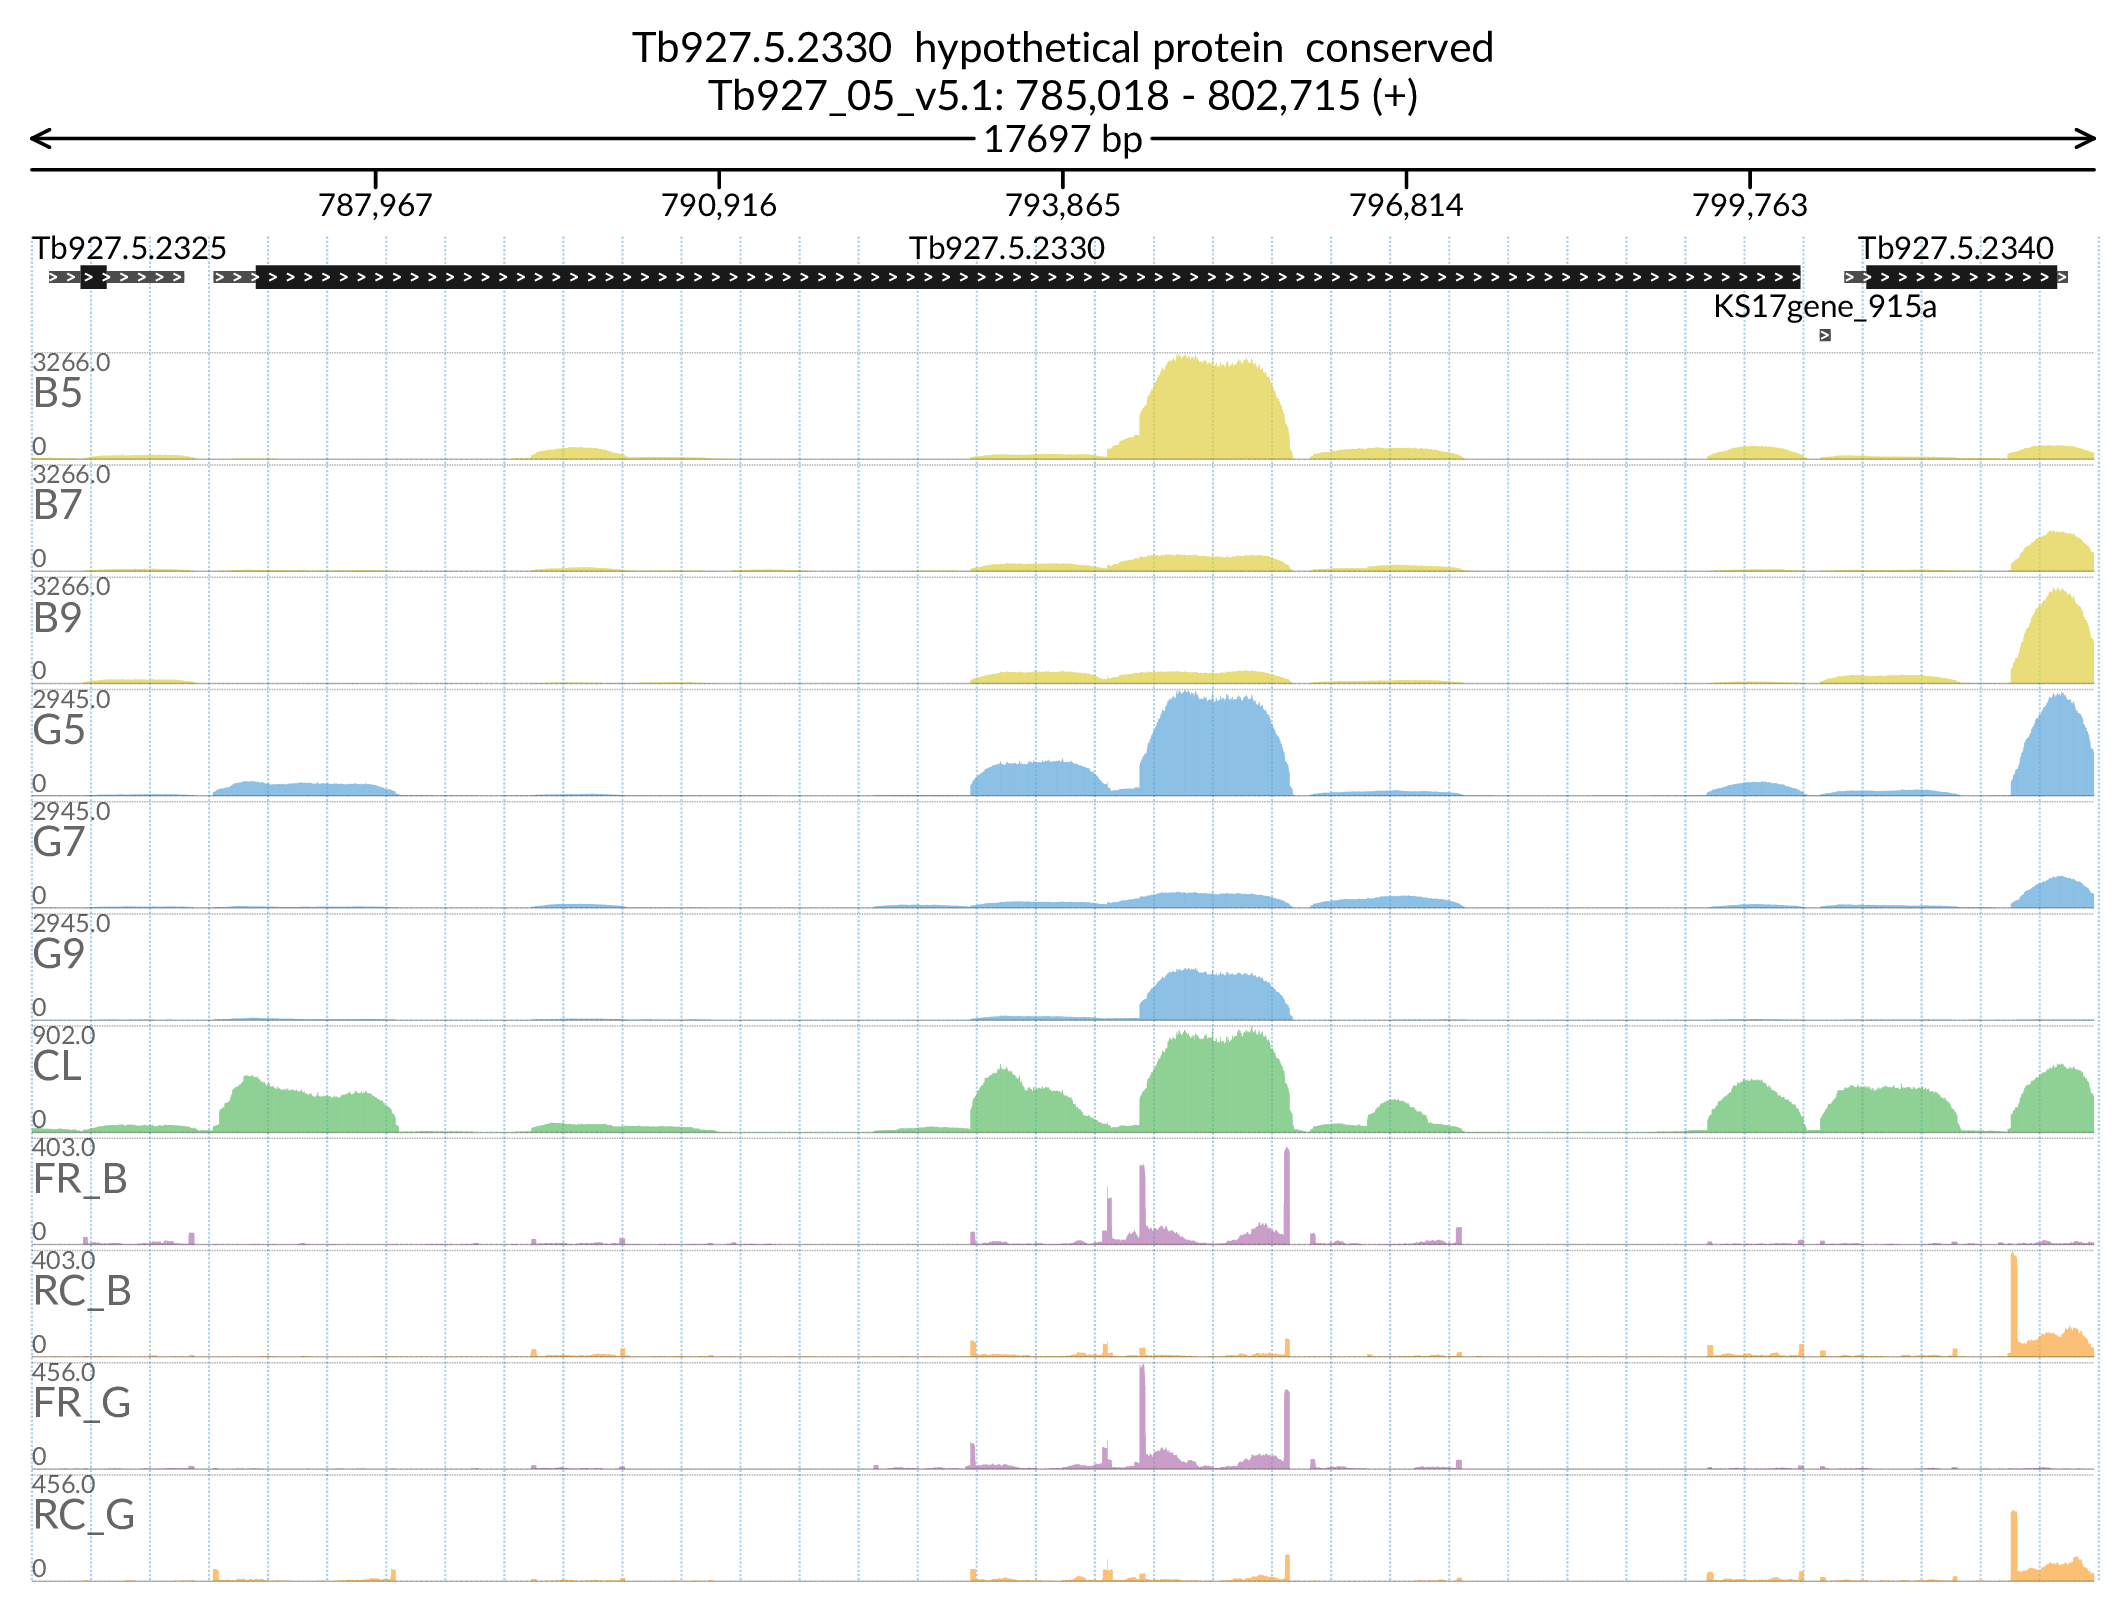 Tb927.5.2330 hypothetical protein conserved
Tb927_05_v5.1: 785,018 - 802,715 (+)
17697 bp
787,967 790,916 793,865 796,814 799,763
Tb927.5.2325 Tb927.5.2330 Tb927.5.2340
KS17gene_915a
3266.0
B5
0
3266.0
B7
0
3266.0
B9
0
2945.0
G5
0
2945.0
G7
0
2945.0
G9
0
902.0
CL
0
403.0
FR_B
0
403.0
RC_B
0
456.0
FR_G
0
456.0
RC_G
0